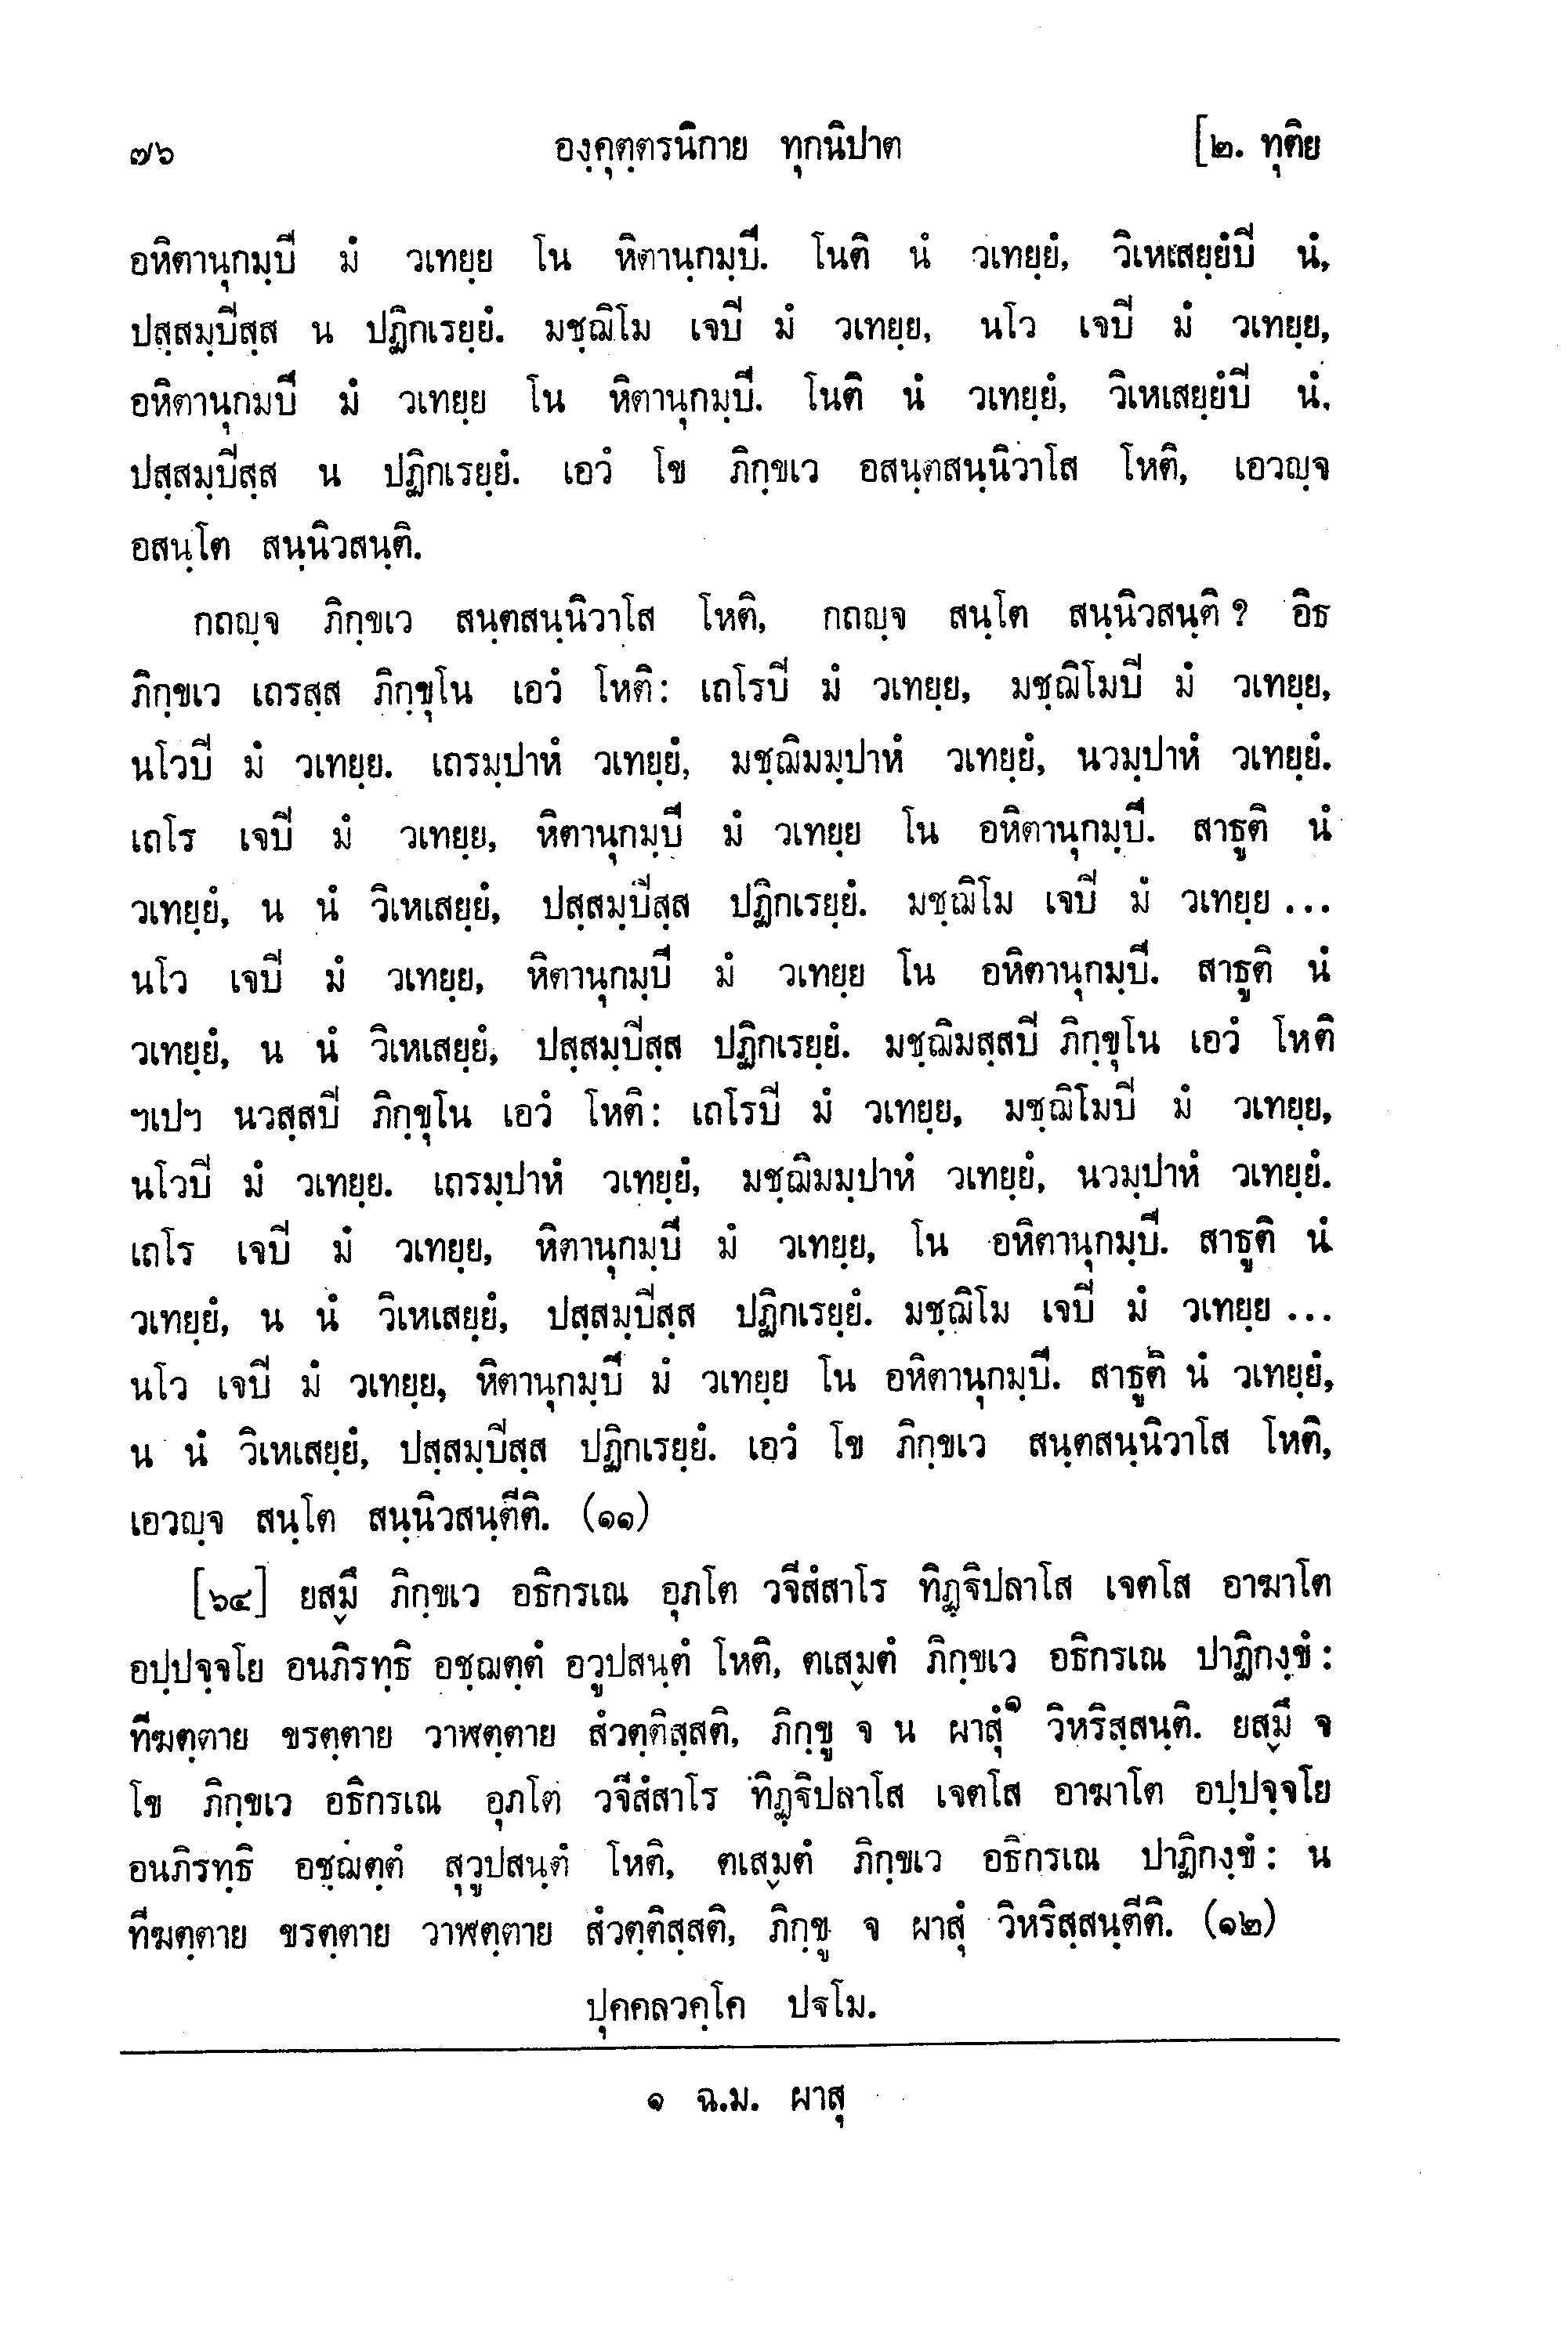 ๗๖ องฺคุตฺตรนิกาย ทุกนิปาต [๒. ทุติย
อหิตานุกมฺปี มํ วเทยฺย โน หิตานุกมฺปี. โนติ นํ วเทยฺยํ, วิเหเสยฺยํปี นํ,
ปสฺสมฺปีสฺส น ปฏิกเรยฺยํ. มชฺฌิโม เจปี มํ วเทยฺย, นโว เจปี มํ วเทยฺย,
อหิตานุกมปี มํ วเทยฺย โน หิตานุกมฺปี. โนติ นํ วเทยฺยํ, วิเหเสยฺยํปี นํ,
ปสฺสมฺปีสฺส น ปฏิกเรยฺยํ. เอวํ โข ภิกฺขเว อสนฺตสนฺนิวาโส โหติ, เอวญฺจ
อสนฺโต สนฺนิวสนฺติ.
กถญฺจ ภิกฺขเว สนฺตสนฺนิวาโส โหติ, กถญฺจ สนฺโต สนฺนิวสนฺติ ? อิธ
ภิกฺขเว เถรสฺส ภิกฺขุโน เอวํ โหติ: เถโรปี มํ วเทยฺย, มชฺฌิโมปี มํ วเทยฺย,
นโวปี มํ วเทยฺย. เถรมฺปาหํ วเทยฺยํ, มชฺฌิมมฺปาหํ วเทยฺยํ, นวมฺปาหํ วเทยฺยํ.
เถโร เจปี มํ วเทยฺย, หิตานุกมฺปี มํ วเทยฺย โน อหิตานุกมฺปี. สาธูติ นํ
วเทยฺยํ, น นํ วิเหเสยฺยํ, ปสฺสมฺปีสฺส ปฏิกเรยฺยํ. มชฺฌิโม เจปี มํ วเทยฺย ...
นโว เจปี มํ วเทยฺย, หิตานุกมฺปี มํ วเทยฺย โน อหิตานุกมฺปี. สาธูติ นํ
วเทยฺยํ, น นํ วิเหเสยฺยํ, ปสฺสมฺปีสฺส ปฏิกเรยฺยํ. มชฺฌิมสฺสปี ภิกฺขุโน เอวํ โหติ
ฯเปฯ นวสฺสปี ภิกฺขุโน เอวํ โหติ: เถโรปี มํ วเทยฺย, มชฺฌิโมปี มํ วเทยฺย,
นโวปี มํ วเทยฺย. เถรมฺปาหํ วเทยฺยํ, มชฺฌิมมฺปาหํ วเทยฺยํ, นวมฺปาหํ วเทยฺยํ.
เถโร เจปี มํ วเทยฺย, หิตานุกมฺปี มํ วเทยฺย, โน อหิตานุกมฺปี. สาธูติ นํ
วเทยฺยํ, น นํ วิเหเสยฺยํ, ปสฺสมฺปีสฺส ปฏิกเรยฺยํ. มชฺฌิโม เจปี มํ วเทยฺย ...
นโว เจปี มํ วเทยฺย, หิตานุกมฺปี มํ วเทยฺย โน อหิตานุกมฺปี. สาธูติ นํ วเทยฺยํ,
น นํ วิเหเสยฺยํ, ปสฺสมฺปีสฺส ปฏิกเรยฺยํ. เอวํ โข ภิกฺขเว สนฺตสนฺนิวาโส โหติ,
เอวญฺจ สนฺโต สนฺนิวสนฺตีติ. (๑๑)
[๖๔] ยสฺมึ ภิกฺขเว อธิกรเณ อุภโต วจีสํสาโร ทิฏฺฐิปลาโส เจตโส อาฆาโต
อปฺปจฺจโย อนภิรทฺธิ อชฺฌตฺตํ อวูปสนฺตํ โหติ, ตเสฺมตํ ภิกฺขเว อธิกรเณ ปาฏิกงฺขํ :
ทีฆตฺตาย ขรตฺตาย วาฬตฺตาย สํวตฺติสฺสติ, ภิกฺขู จ น ผาสุํ๑ วิหริสฺสนฺติ. ยสฺมึ จ
โข ภิกฺขเว อธิกรเณ อุภโต วจีสํสาโร ทิฏฺฐิปลาโส เจตโส อาฆาโต อปฺปจฺจโย
อนภิรทฺธิ อชฺฌตฺตํ สุวูปสนฺตํ โหติ, ตเสฺมตํ ภิกฺขเว อธิกรเณ ปาฏิกงฺขํ : น
ทีฆตฺตาย ขรตฺตาย วาฬตฺตาย สํวตฺติสฺสติ, ภิกฺขู จ ผาสุํ วิหริสฺสนฺตีติ. (๑๒)
ปุคฺคลวคฺโค ปฐโม.
๑ ฉ.ม. ผาสุ